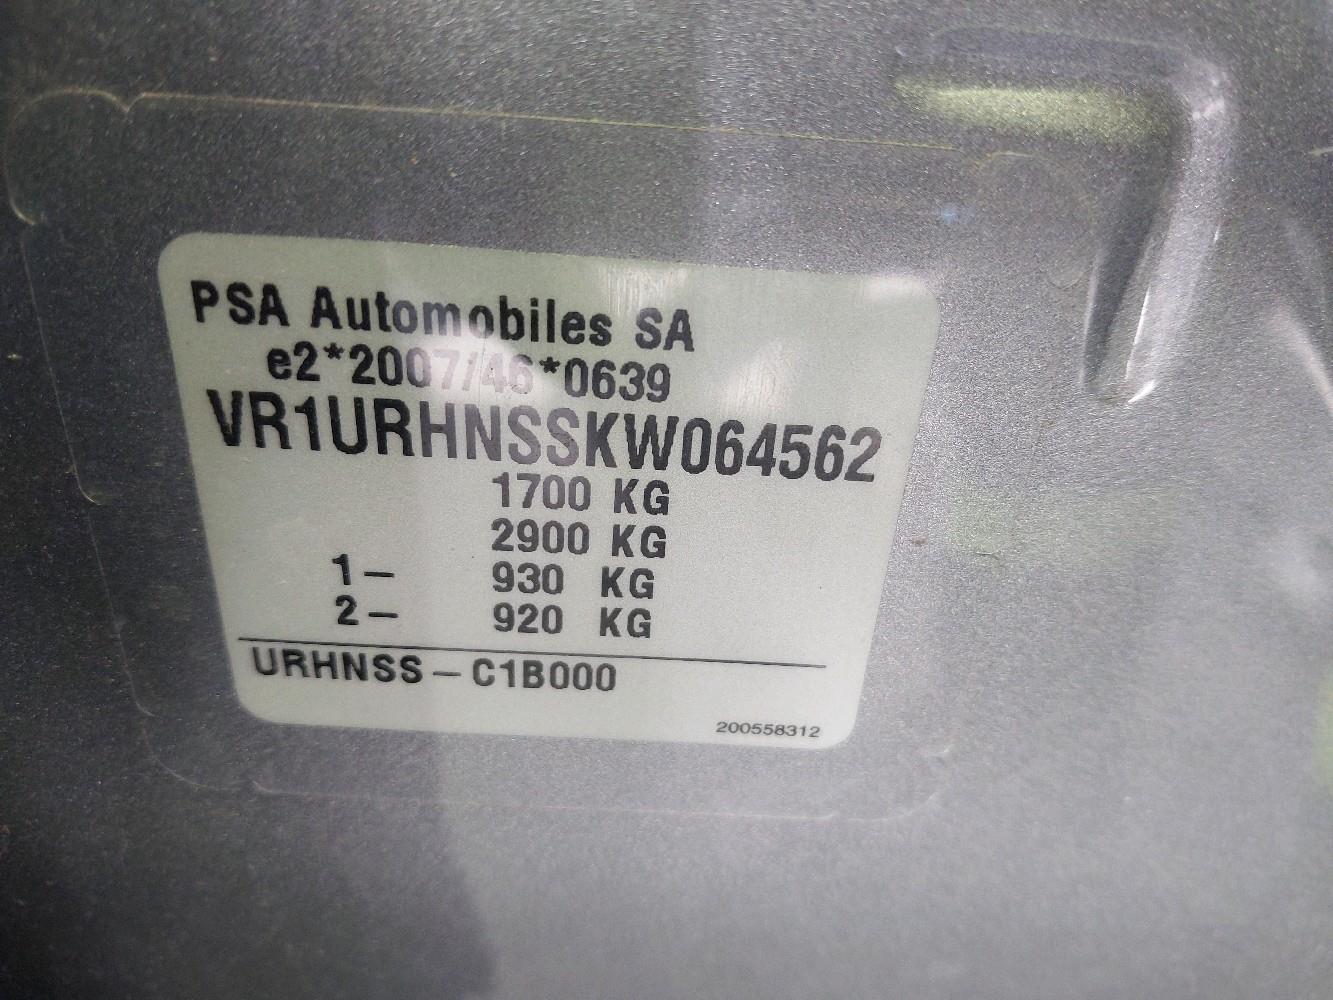 PSA Automobiles SA
e2*2007/46*0639
VR1URHNSSKW064562
1700 KG
2900 KG
1– 930 KG
2– 920 KG
URHNSS – C1B000
200558312